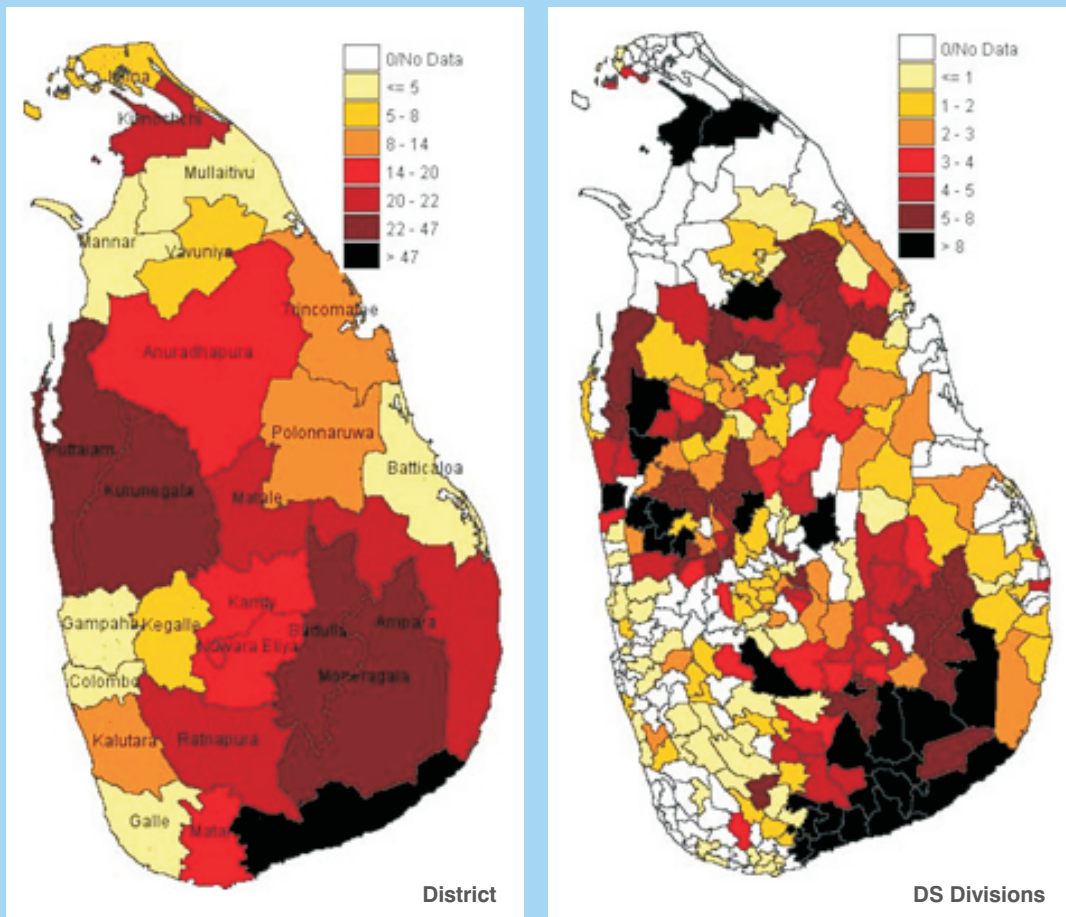 0/No Data
<= 5
5 - 8
8 - 14
14 - 20
20 - 22
22 - 47
> 47
Mullaitivu
Mannar
Vavuniya
Trincomalee
Anuradhapura
Polonnaruwa
Puttalam
Batticaloa
Kurunegala
Matale
Kandy
Ampara
Gampaha
Kegalle
Badulla
Nuwara Eliya
Moneragala
Colombo
Kalutara
Ratnapura
Galle
District
0/No Data
<= 1
1 - 2
2 - 3
3 - 4
4 - 5
5 - 8
> 8
DS Divisions